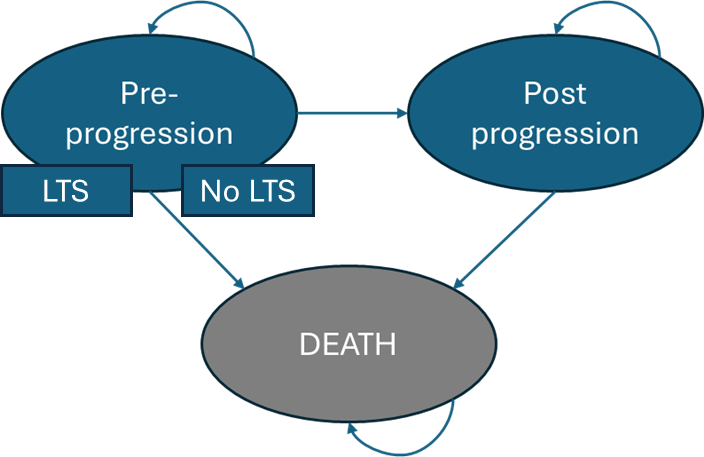 Pre-
progression
Post
progression
LTS
No LTS
DEATH